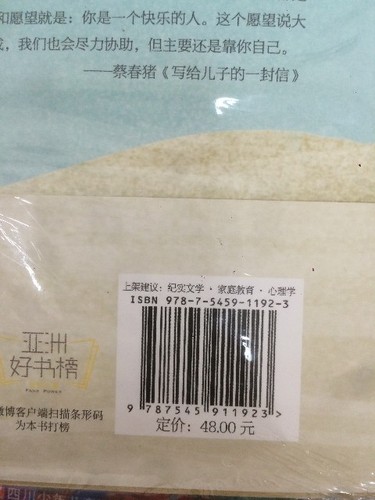 和愿望就是：你是一个快乐的人。这个愿望说大
我们也会尽力协助，但主要还是靠你自己。
——蔡春猪《写给儿子的一封信》
上架建议：纪实文学·家庭教育·心理学
ISBN 978-7-5459-1192-3
9 787545 911923 >
定价：48.00 元
亚洲
好书榜
微博客户端扫描条形码
为本书打榜
四川少年